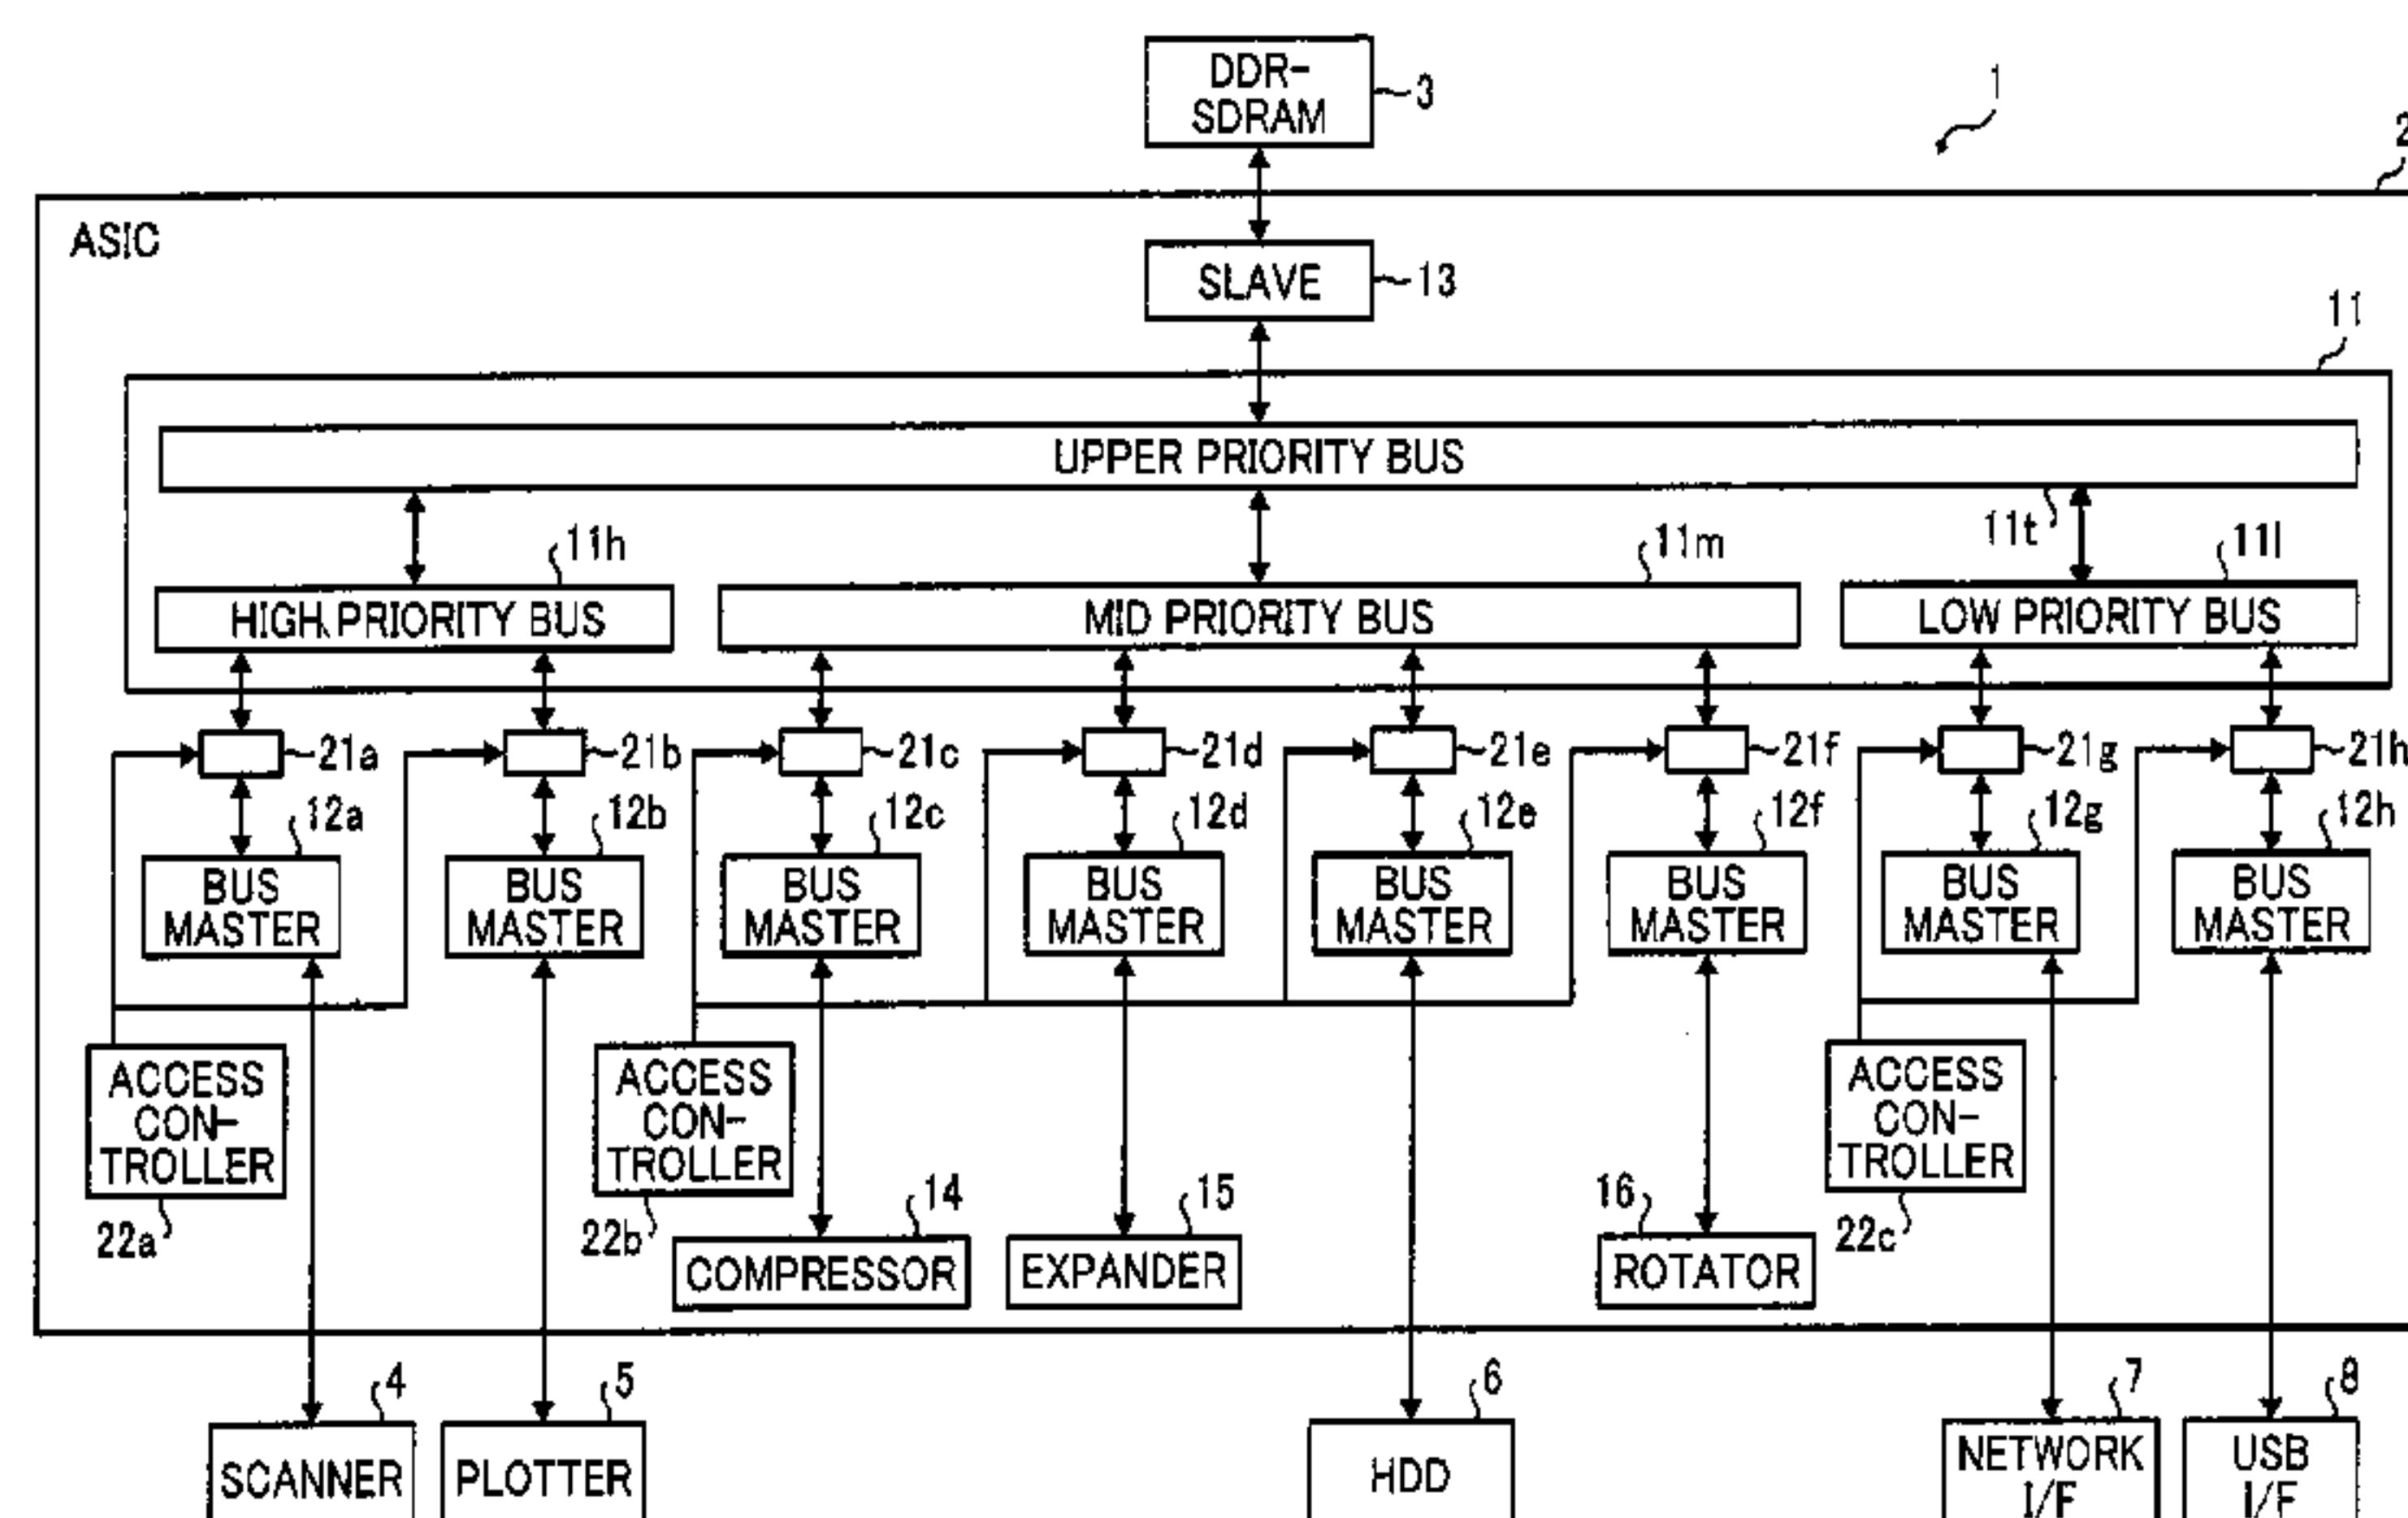 DDR-
SDRAM
3
1
2
ASIC
SLAVE
13
11
UPPER PRIORITY BUS
11t
11h
11m
11l
HIGH PRIORITY BUS
MID PRIORITY BUS
LOW PRIORITY BUS
21a
21b
21c
21d
21e
21f
21g
21h
12a
12b
12c
12d
12e
12f
12g
12h
BUS
MASTER
BUS
MASTER
BUS
MASTER
BUS
MASTER
BUS
MASTER
BUS
MASTER
BUS
MASTER
BUS
MASTER
ACCESS
CON-
TROLLER
22a
ACCESS
CON-
TROLLER
22b
ACCESS
CON-
TROLLER
22c
14
COMPRESSOR
15
EXPANDER
16
ROTATOR
4
SCANNER
5
PLOTTER
6
HDD
7
NETWORK
I/F
8
USB
I/F